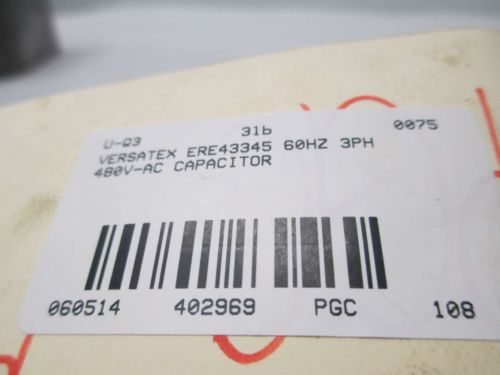 U-Q3 31b 0075
VERSATEX ERE43345 60HZ 3PH
480V-AC CAPACITOR
060514 402969 PGC 108